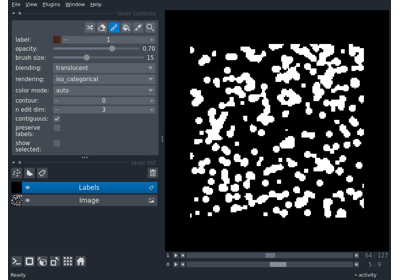 File View Plugins Window Help
layer controls
label: 1
opacity: 0.70
brush size: 15
blending: translucent
rendering: iso_categorical
color mode: auto
contour: 0
n edit dim: 3
contiguous:
preserve
labels:
show
selected:
layer list
Labels
Image
1 64 127
0 5 9
Ready
activity